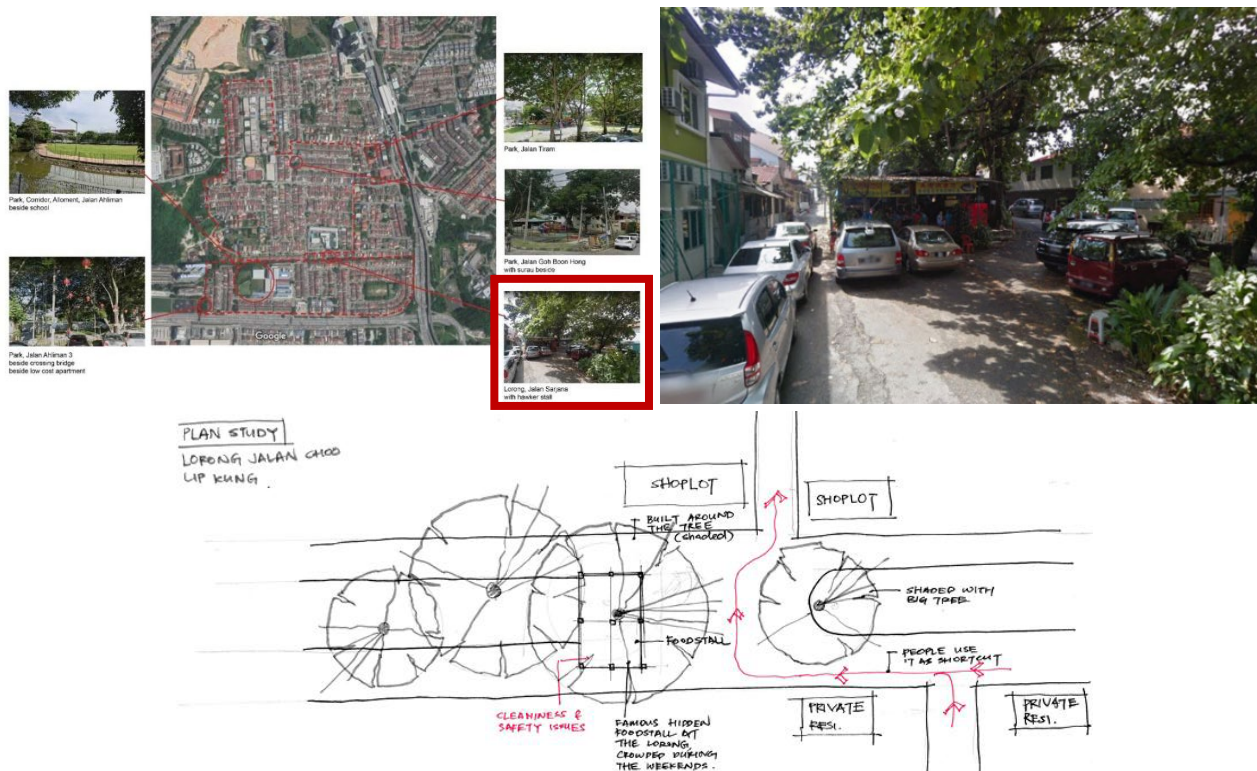 Park, Corridor, Alloment, Jalan Ahliman
beside school
Park, Jalan Ahliman 3
beside crossing bridge
beside low cost apartment
Google
Park, Jalan Tiram
Park, Jalan Goh Boon Hong
with surau beside
Lorong, Jalan Sarjana
with hawker stall
PLAN STUDY
LORONG JALAN CHOO
LIP KUNG.
SHOPLOT
SHOPLOT
BUILT AROUND
THE TREE
(shaded)
SHADED WITH
BIG TREE
FOODSTALL
PEOPLE USE
IT AS SHORTCUT
CLEANINESS &
SAFETY ISSUES
FAMOUS HIDDEN
FOODSTALL AT
THE LORONG,
CROWDED DURING
THE WEEKENDS.
PRIVATE
RESI.
PRIVATE
RESI.